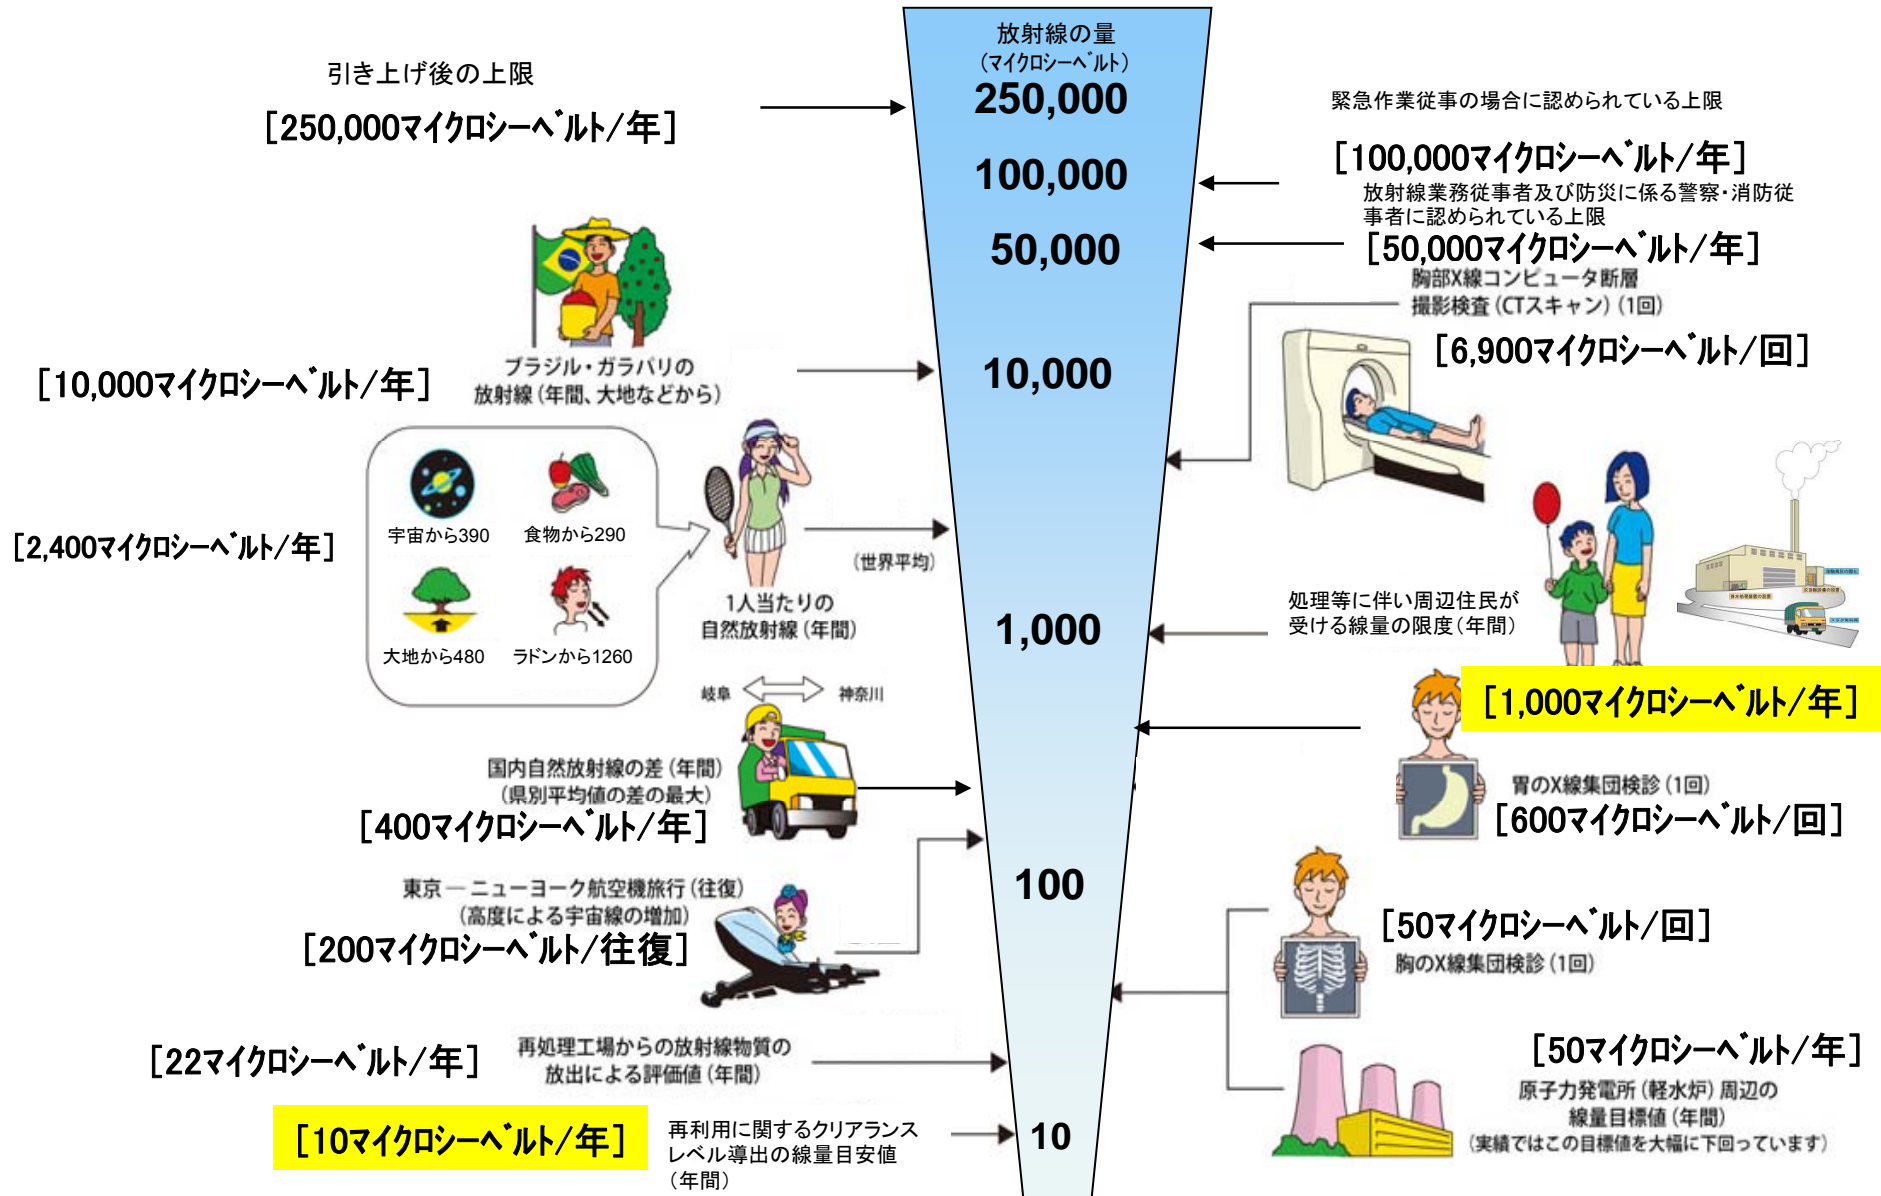 放射線の量
(マイクロシーベルト)
250,000
100,000
50,000
10,000
1,000
100
10
引き上げ後の上限
[250,000マイクロシーベルト/年]
ブラジル・ガラパリの
放射線(年間、大地などから)
[10,000マイクロシーベルト/年]
宇宙から390
食物から290
大地から480
ラドンから1260
[2,400マイクロシーベルト/年]
(世界平均)
1人当たりの
自然放射線(年間)
岐阜
神奈川
国内自然放射線の差(年間)
(県別平均値の差の最大)
[400マイクロシーベルト/年]
東京―ニューヨーク航空機旅行(往復)
(高度による宇宙線の増加)
[200マイクロシーベルト/往復]
[22マイクロシーベルト/年]
再処理工場からの放射線物質の
放出による評価値(年間)
[10マイクロシーベルト/年]
再利用に関するクリアランス
レベル導出の線量目安値
(年間)
緊急作業従事の場合に認められている上限
[100,000マイクロシーベルト/年]
放射線業務従事者及び防災に係る警察・消防従
事者に認められている上限
[50,000マイクロシーベルト/年]
胸部X線コンピュータ断層
撮影検査(CTスキャン)(1回)
[6,900マイクロシーベルト/回]
処理等に伴い周辺住民が
受ける線量の限度(年間)
[1,000マイクロシーベルト/年]
胃のX線集団検診(1回)
[600マイクロシーベルト/回]
[50マイクロシーベルト/回]
胸のX線集団検診(1回)
[50マイクロシーベルト/年]
原子力発電所(軽水炉)周辺の
線量目標値(年間)
(実績ではこの目標値を大幅に下回っています)